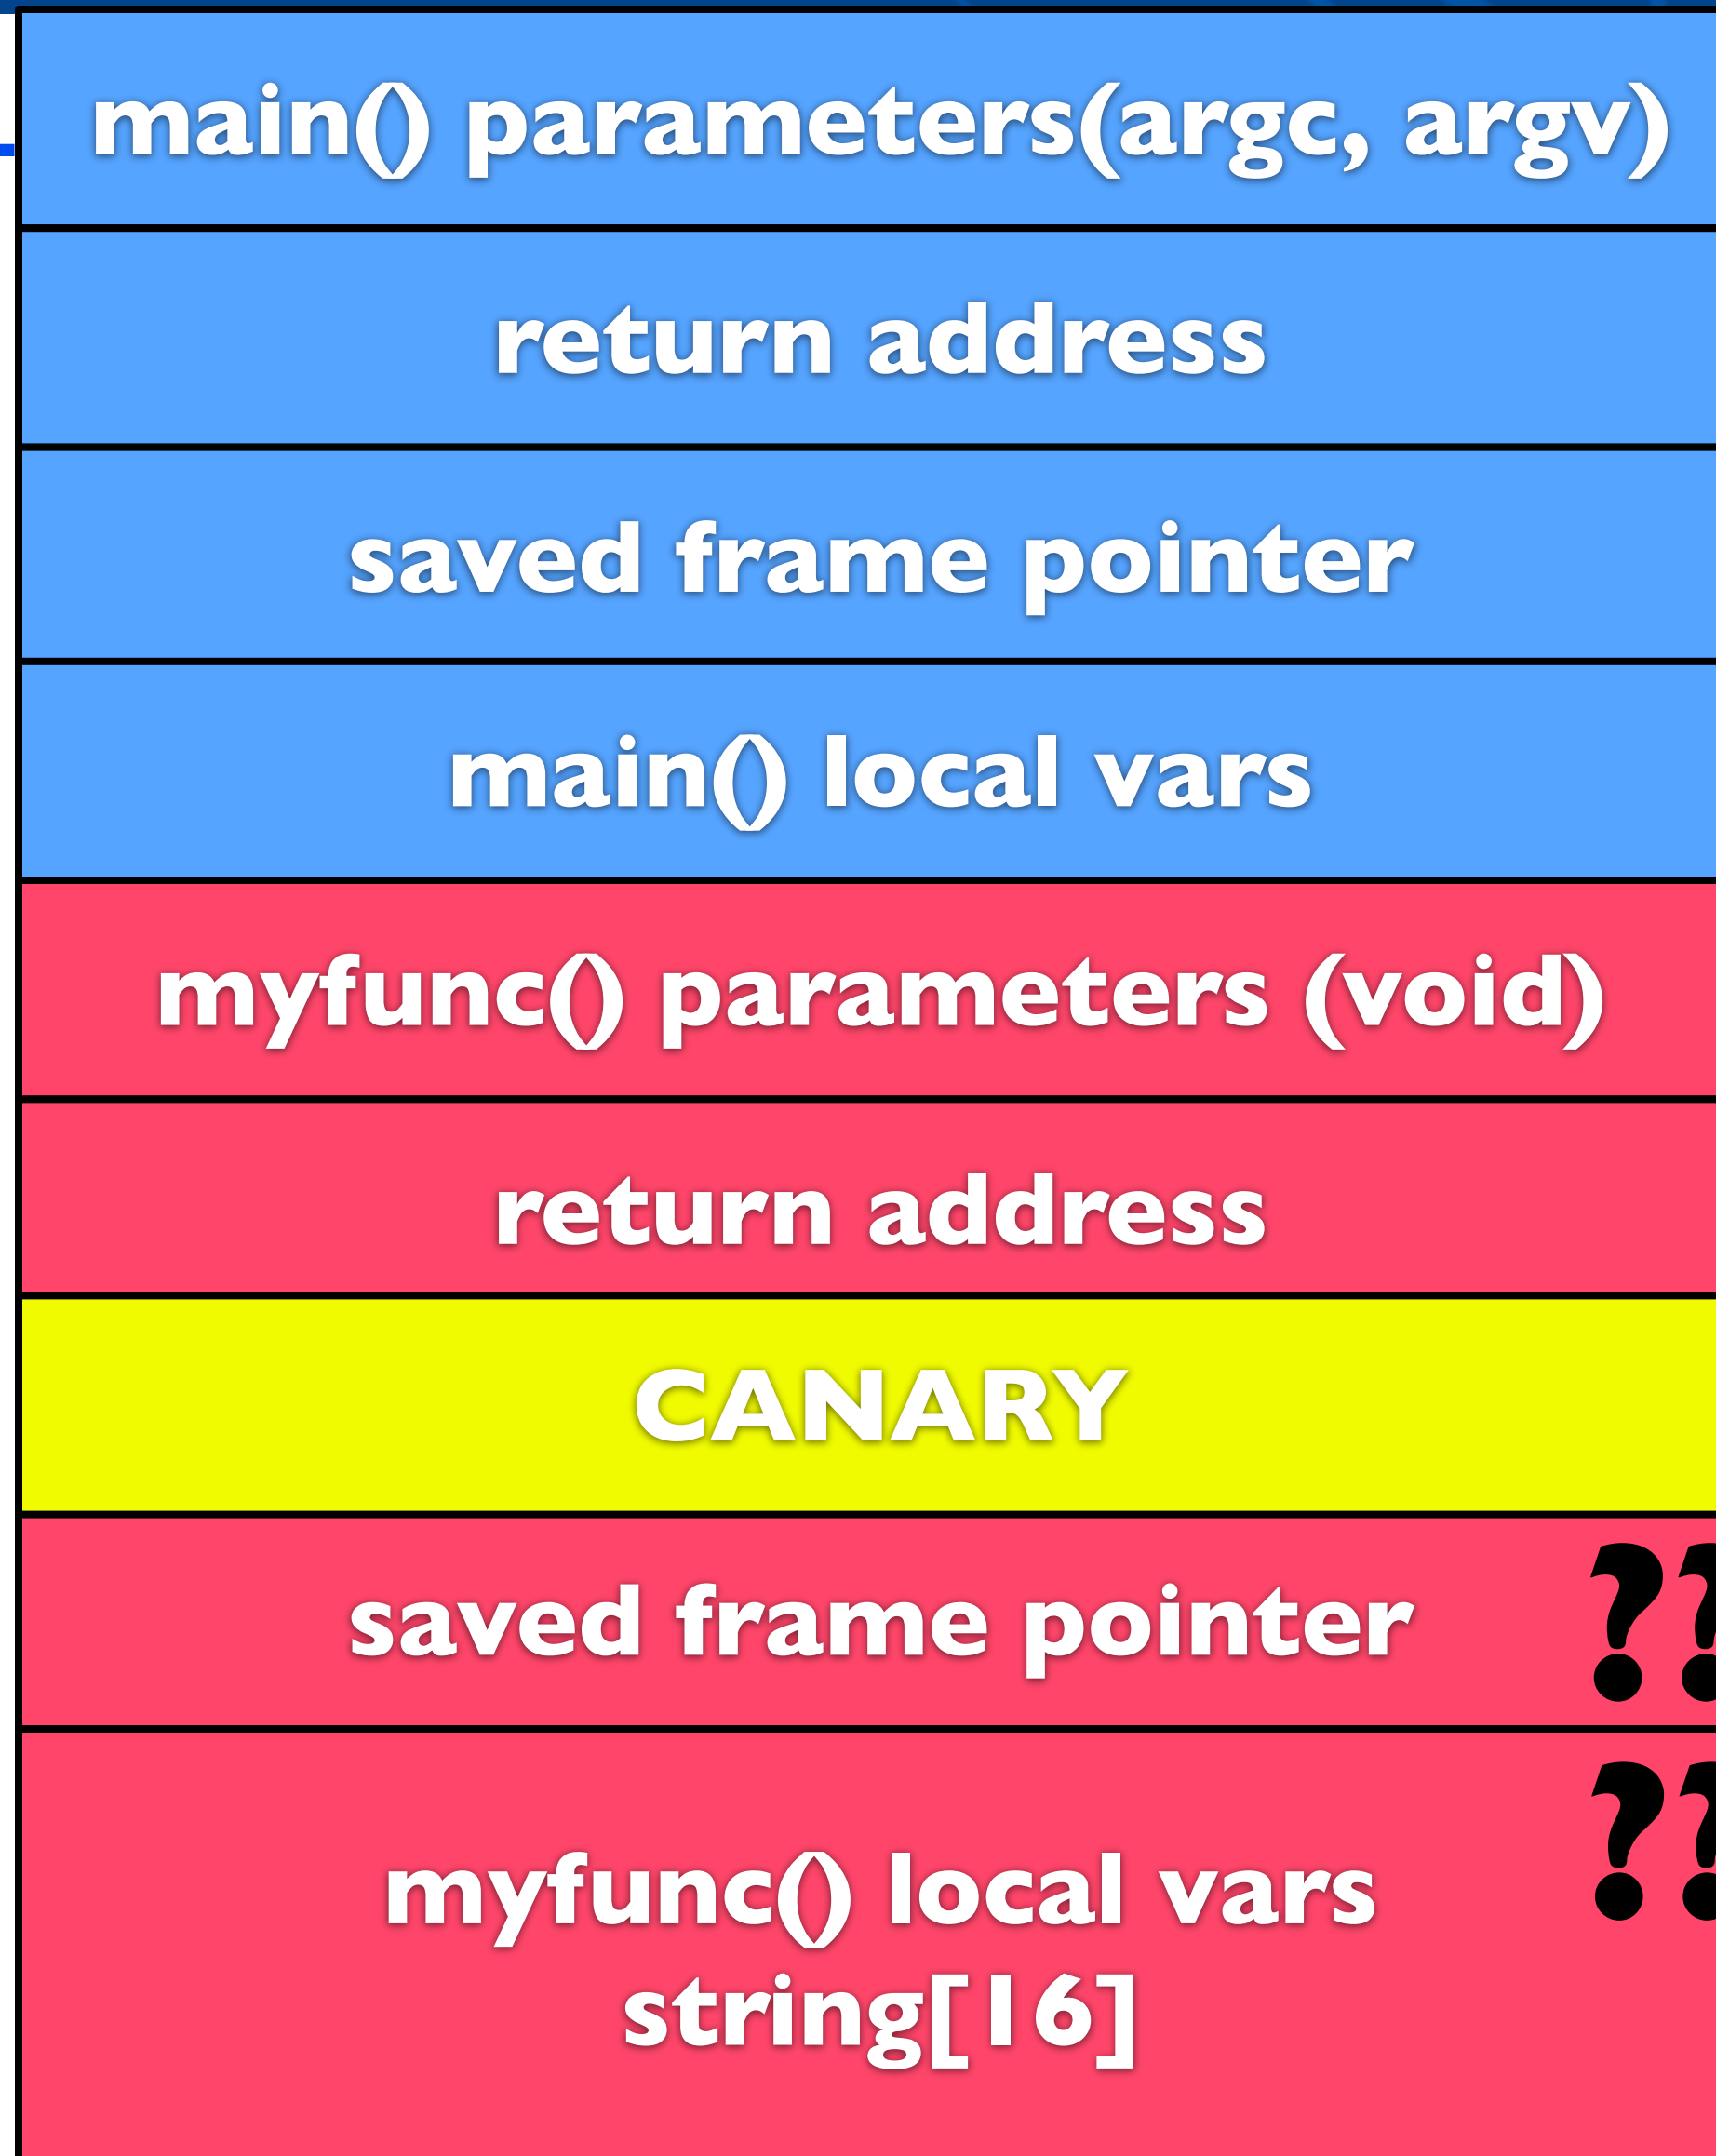 main() parameters(argc, argv)
return address
saved frame pointer
main() local vars
myfunc() parameters (void)
return address
CANARY
saved frame pointer
??
myfunc() local vars
??
string[16]